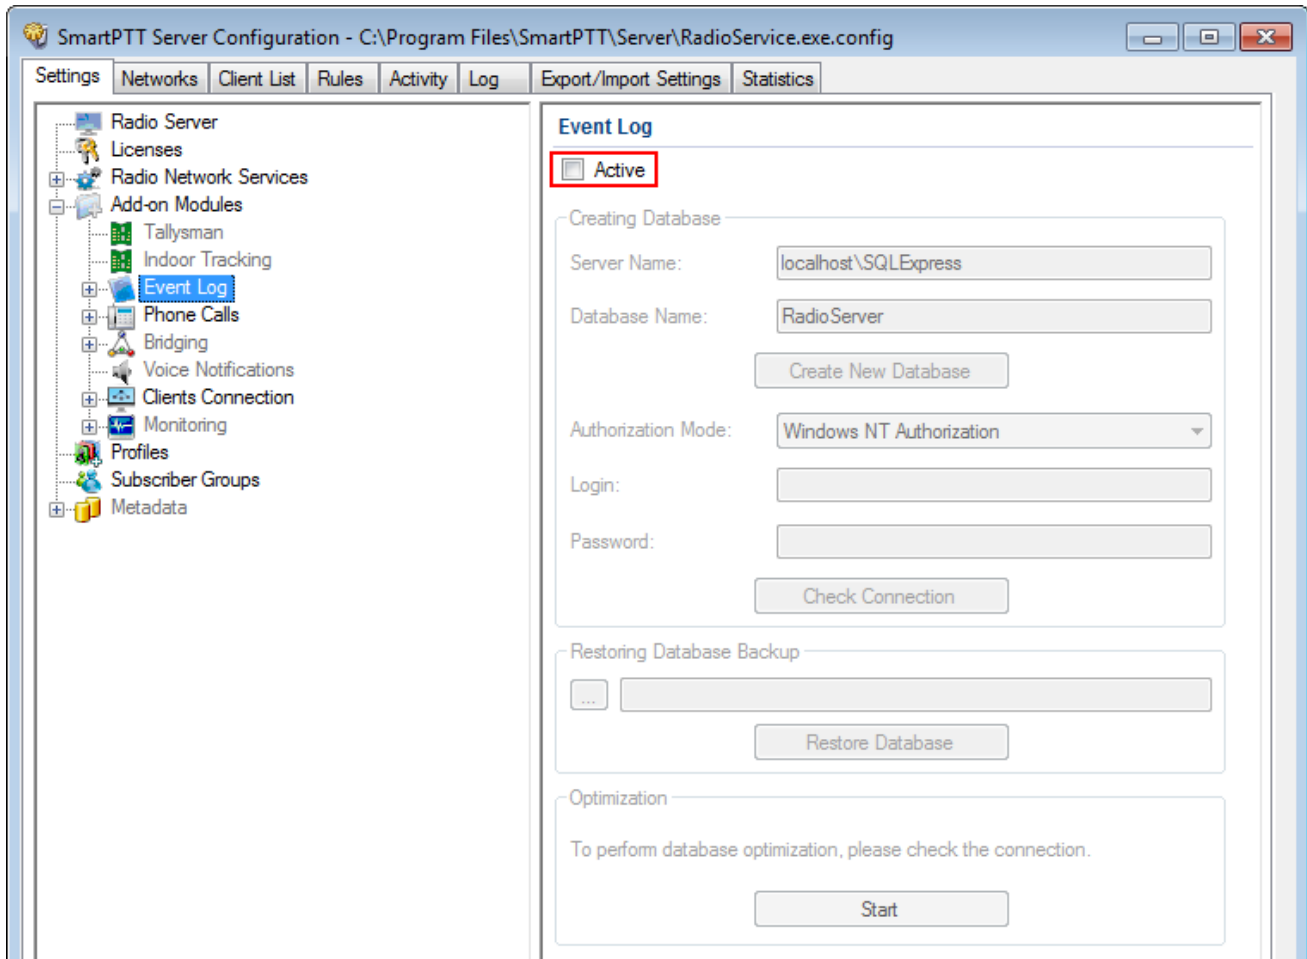 SmartPTT Server Configuration - C:\Program Files\SmartPTT\Server\RadioService.exe.config
Settings Networks Client List Rules Activity Log Export/Import Settings Statistics
Radio Server
Licenses
Radio Network Services
Add-on Modules
Tallysman
Indoor Tracking
Event Log
Phone Calls
Bridging
Voice Notifications
Clients Connection
Monitoring
Profiles
Subscriber Groups
Metadata
Event Log
Active
Creating Database
Server Name: localhost\SQLExpress
Database Name: RadioServer
Create New Database
Authorization Mode: Windows NT Authorization
Login:
Password:
Check Connection
Restoring Database Backup
...
Restore Database
Optimization
To perform database optimization, please check the connection.
Start